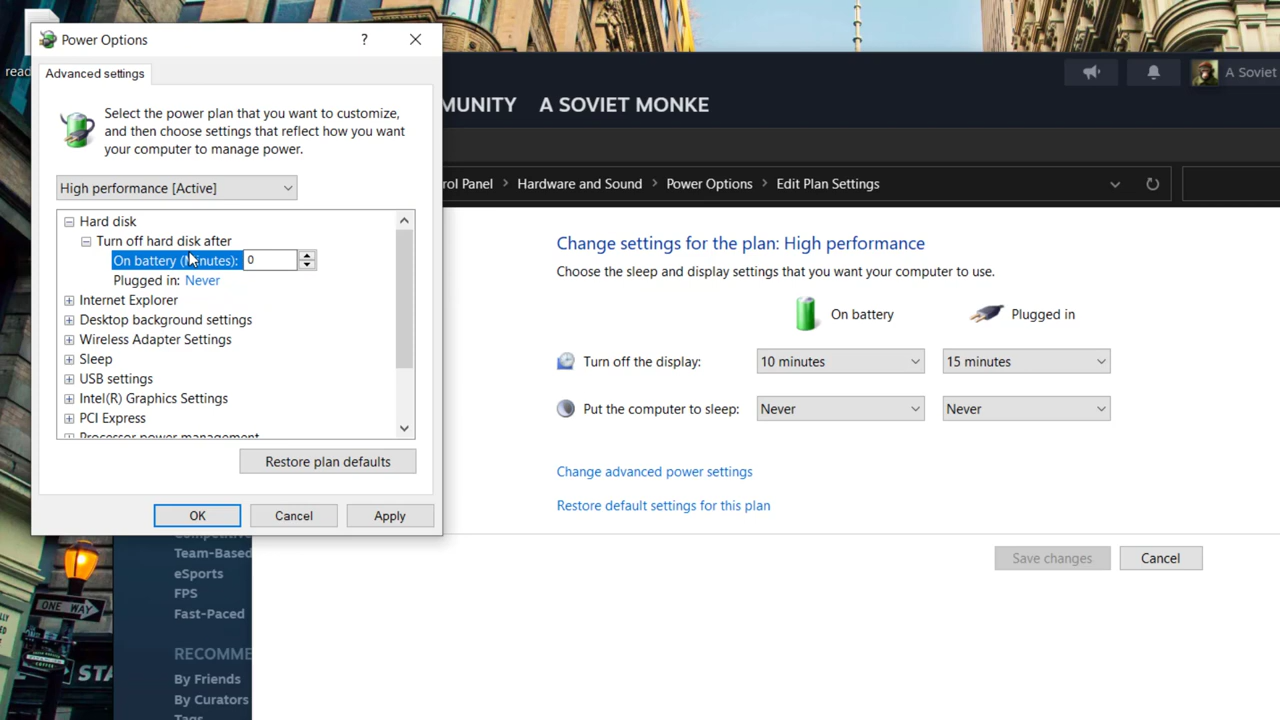 Power Options
?
read
Advanced settings
Select the power plan that you want to customize,
and then choose settings that reflect how you want
your computer to manage power.
High performance [Active]
Hard disk
Turn off hard disk after
On battery (Minutes): 0
Plugged in: Never
Internet Explorer
Desktop background settings
Wireless Adapter Settings
Sleep
USB settings
Intel(R) Graphics Settings
PCI Express
Processor power management
Restore plan defaults
OK
Cancel
Apply
A Soviet
MUNITY
A SOVIET MONKE
rol Panel > Hardware and Sound > Power Options > Edit Plan Settings
Change settings for the plan: High performance
Choose the sleep and display settings that you want your computer to use.
On battery
Plugged in
Turn off the display: 10 minutes 15 minutes
Put the computer to sleep: Never Never
Change advanced power settings
Restore default settings for this plan
Save changes
Cancel
Competitive
Team-Based
eSports
FPS
Fast-Paced
RECOMME
By Friends
By Curators
Tags
ONE WAY
STA